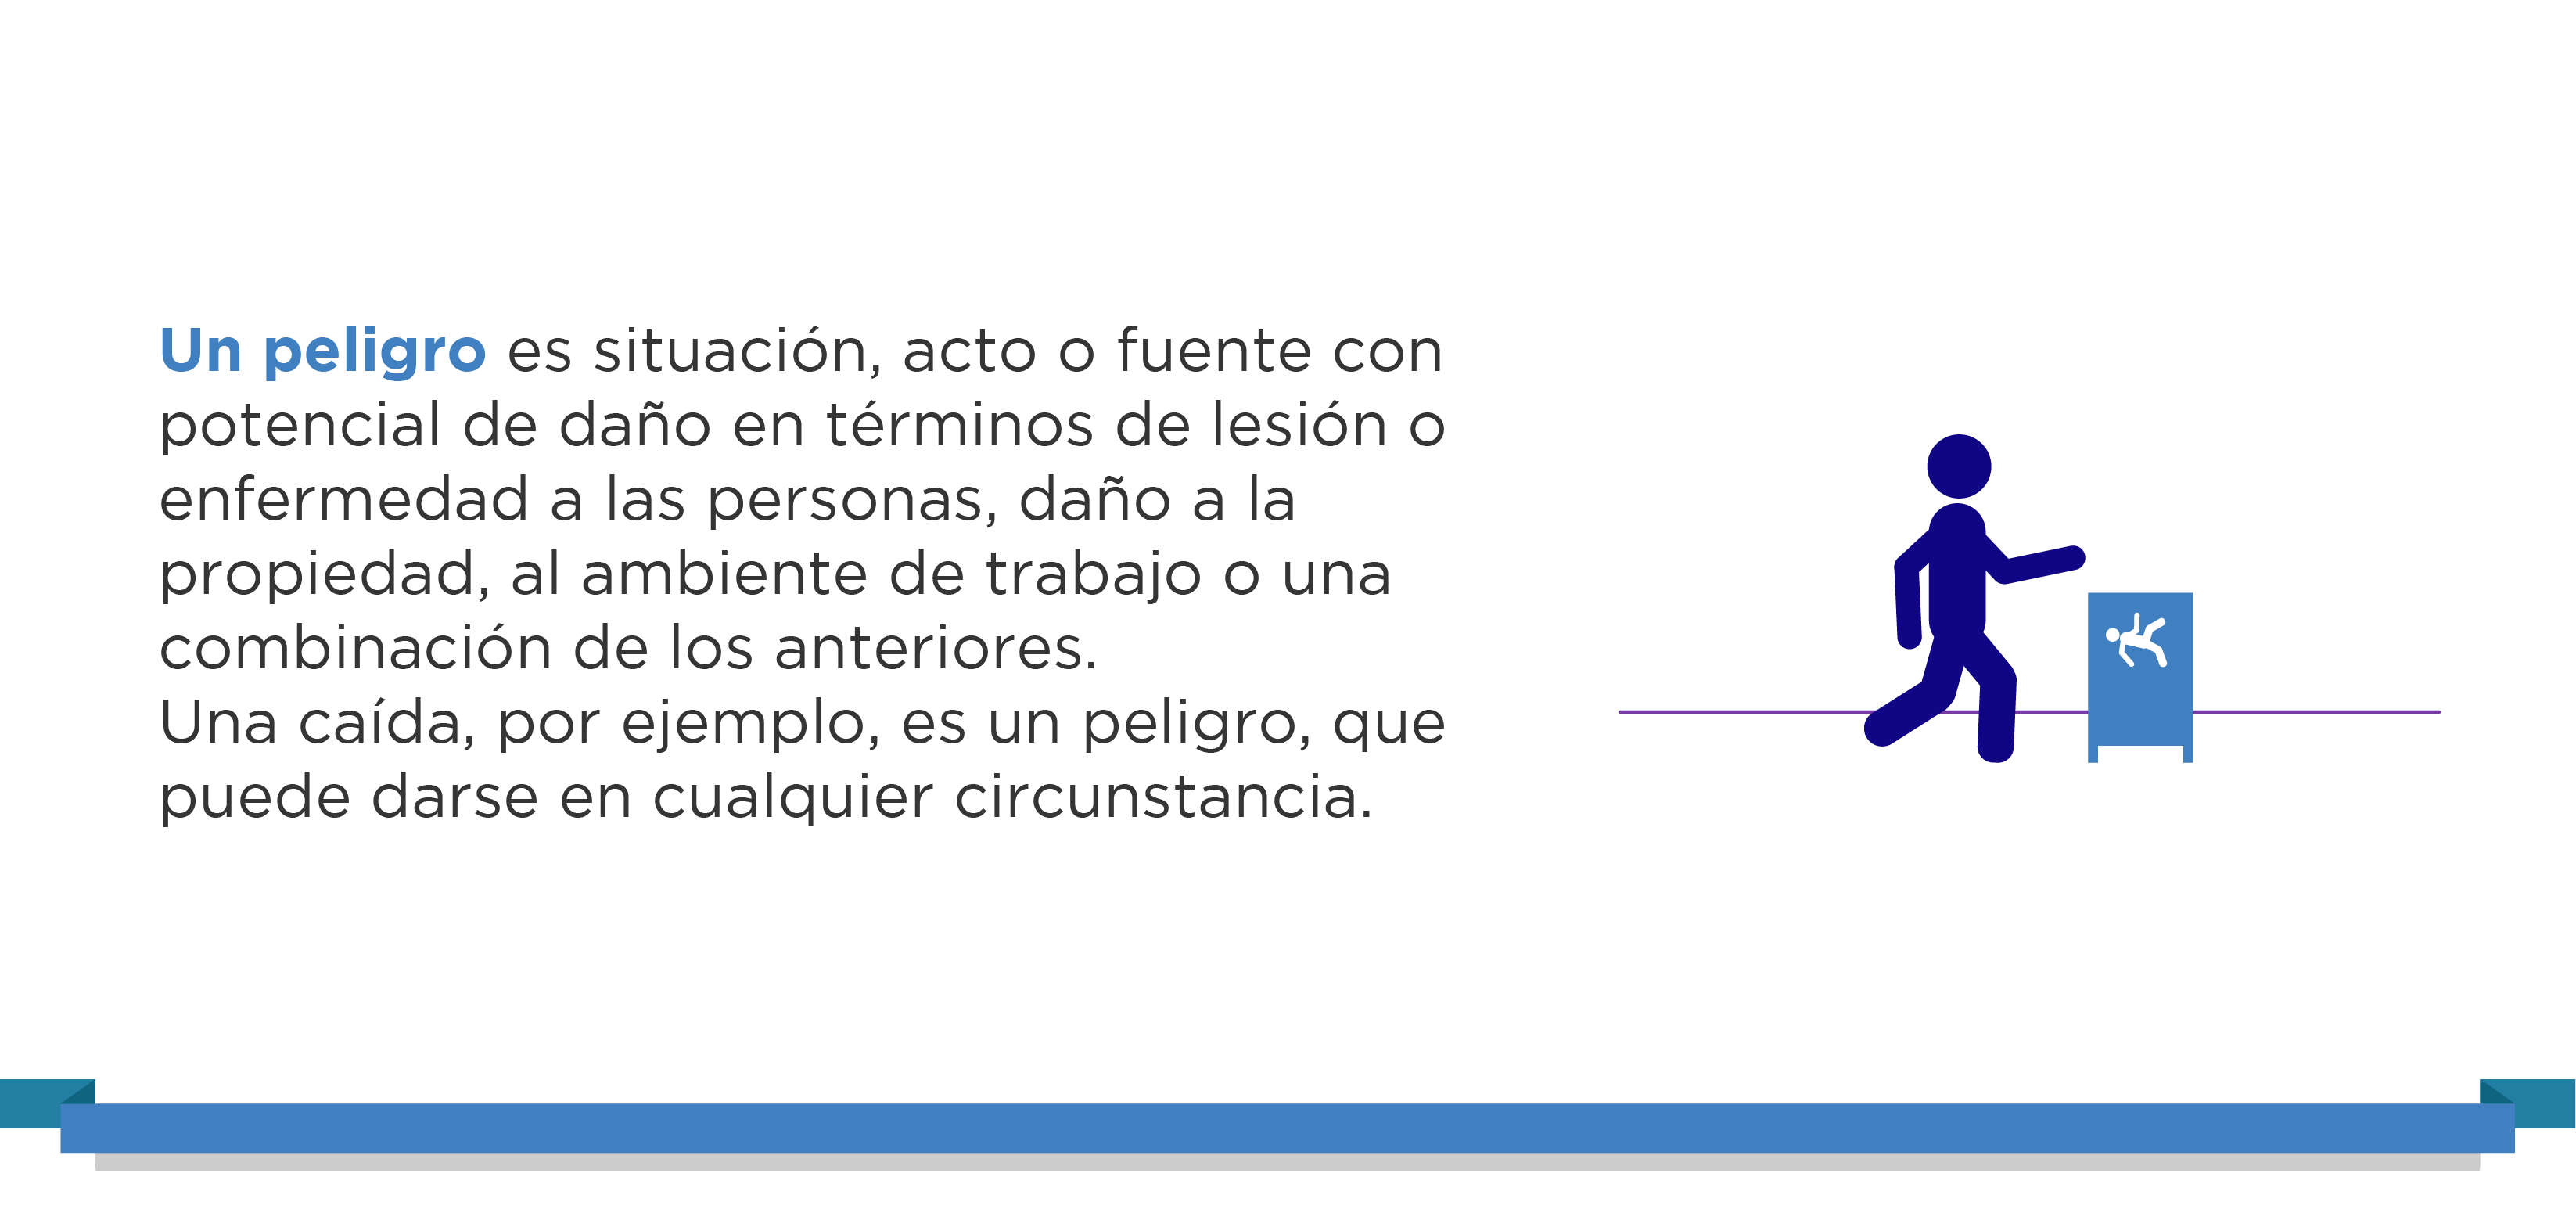 Un peligro es situación, acto o fuente con
potencial de daño en términos de lesión o
enfermedad a las personas, daño a la
propiedad, al ambiente de trabajo o una
combinación de los anteriores.
Una caída, por ejemplo, es un peligro, que
puede darse en cualquier circunstancia.